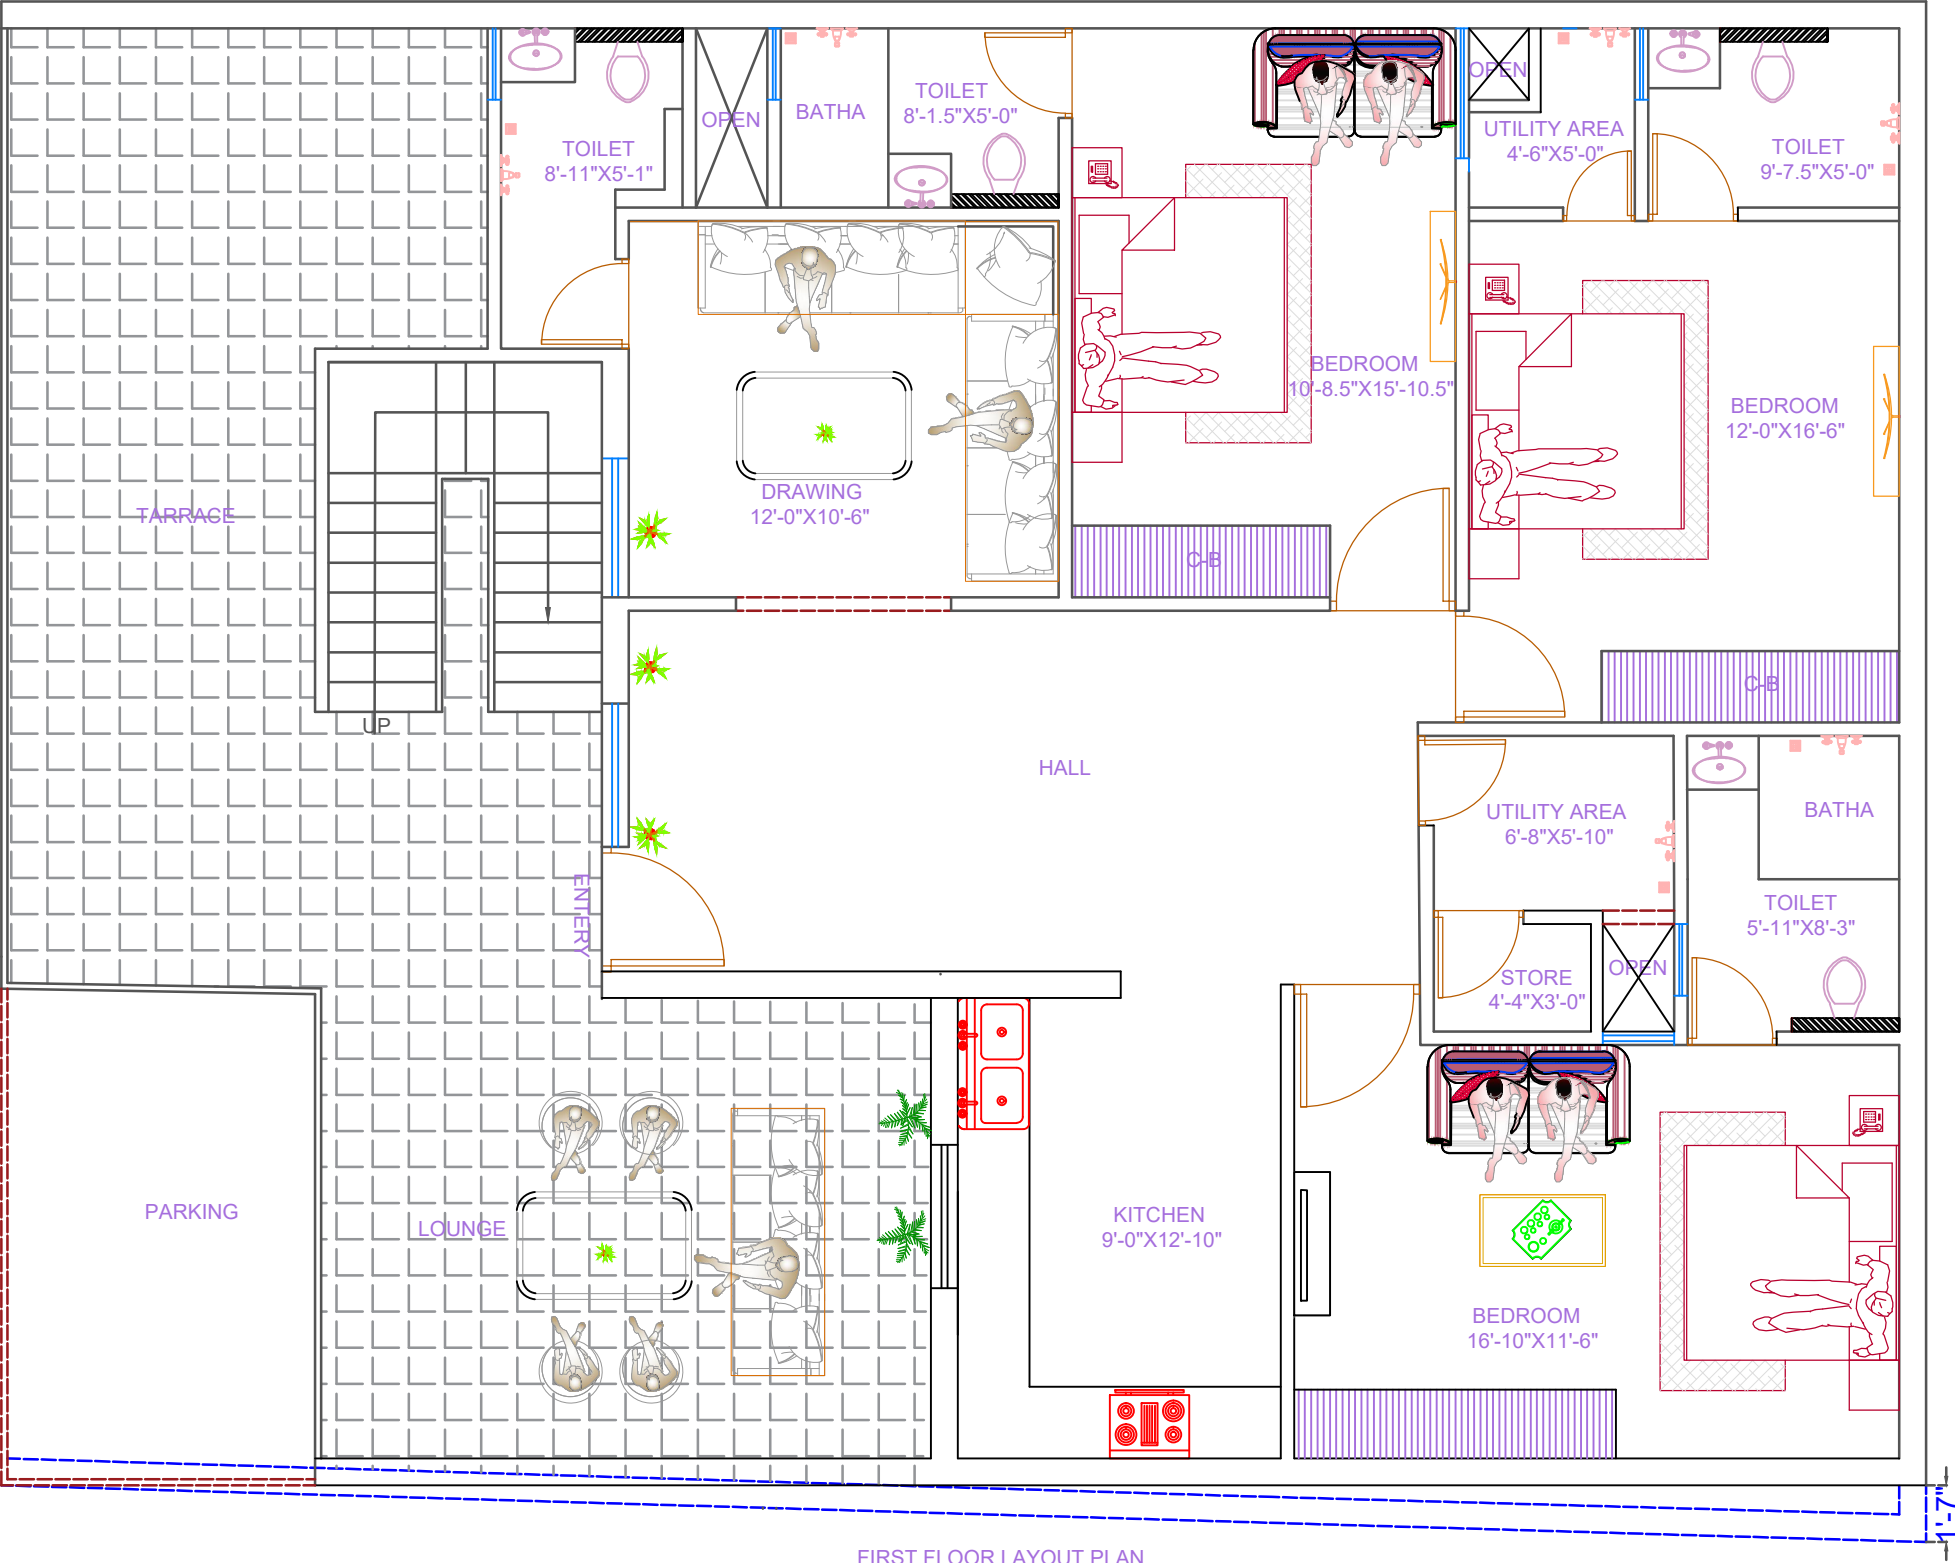 TOILET
8'-11"X5'-1"
OPEN
BATHA
TOILET
8'-1.5"X5'-0"
OPEN
UTILITY AREA
4'-6"X5'-0"
TOILET
9'-7.5"X5'-0"
BEDROOM
10'-8.5"X15'-10.5"
BEDROOM
12'-0"X16'-6"
TARRACE
DRAWING
12'-0"X10'-6"
C-B
C-B
UP
HALL
ENTERY
UTILITY AREA
6'-8"X5'-10"
BATHA
TOILET
5'-11"X8'-3"
STORE
4'-4"X3'-0"
OPEN
PARKING
LOUNGE
KITCHEN
9'-0"X12'-10"
BEDROOM
16'-10"X11'-6"
1'-7"
FIRST FLOOR LAYOUT PLAN